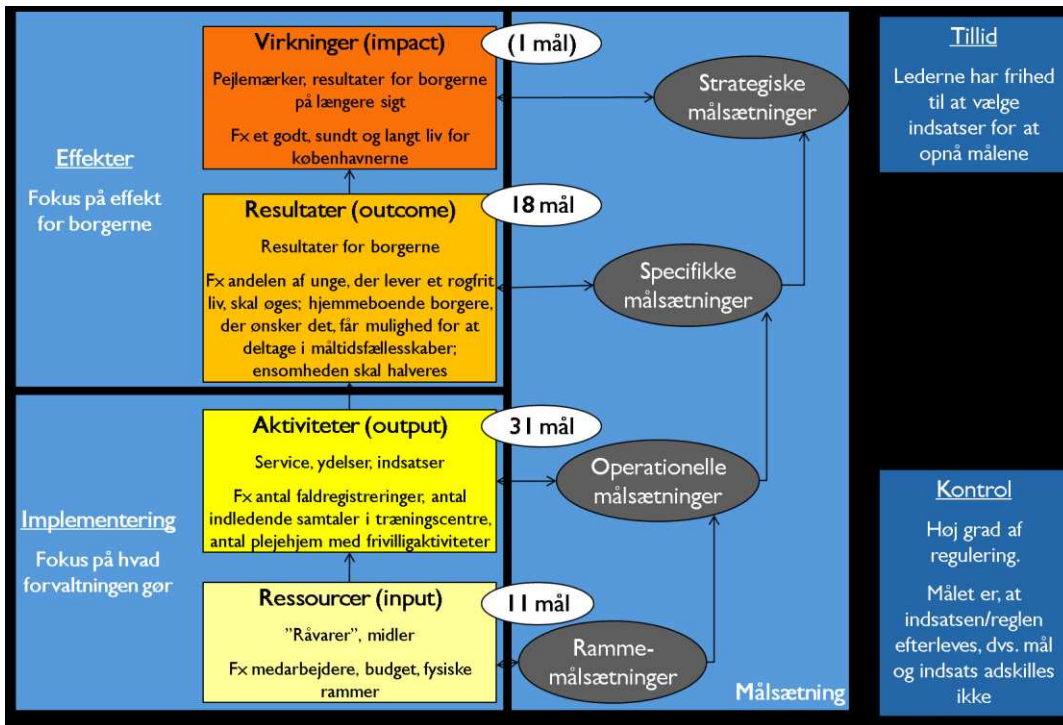 Effekter
Fokus på effekt
for borgerne
Virkninger (impact)
Pejlemærker, resultater for borgerne
på længere sigt
Fx et godt, sundt og langt liv for
københavnerne
(1 mål)
Strategiske
målsætninger
Resultater (outcome)
Resultater for borgerne
Fx andelen af unge, der lever et røgfrit
liv, skal øges; hjemmeboende borgere,
der ønsker det, får mulighed for at
deltage i måltidsfællesskaber;
ensomheden skal halveres
18 mål
Specifikke
målsætninger
Implementering
Fokus på hvad
forvaltningen gør
Aktiviteter (output)
Service, ydelser, indsatser
Fx antal faldregistreringer, antal
indledende samtaler i træningscentre,
antal plejehjem med frivilligaktiviteter
31 mål
Operationelle
målsætninger
Ressourcer (input)
"Råvarer", midler
Fx medarbejdere, budget, fysiske
rammer
11 mål
Ramme-
målsætninger
Målsætning
Tillid
Lederne har frihed
til at vælge
indsatser for at
opnå målene
Kontrol
Høj grad af
regulering.
Målet er, at
indsatsen/reglen
efterleves, dvs. mål
og indsats adskilles
ikke